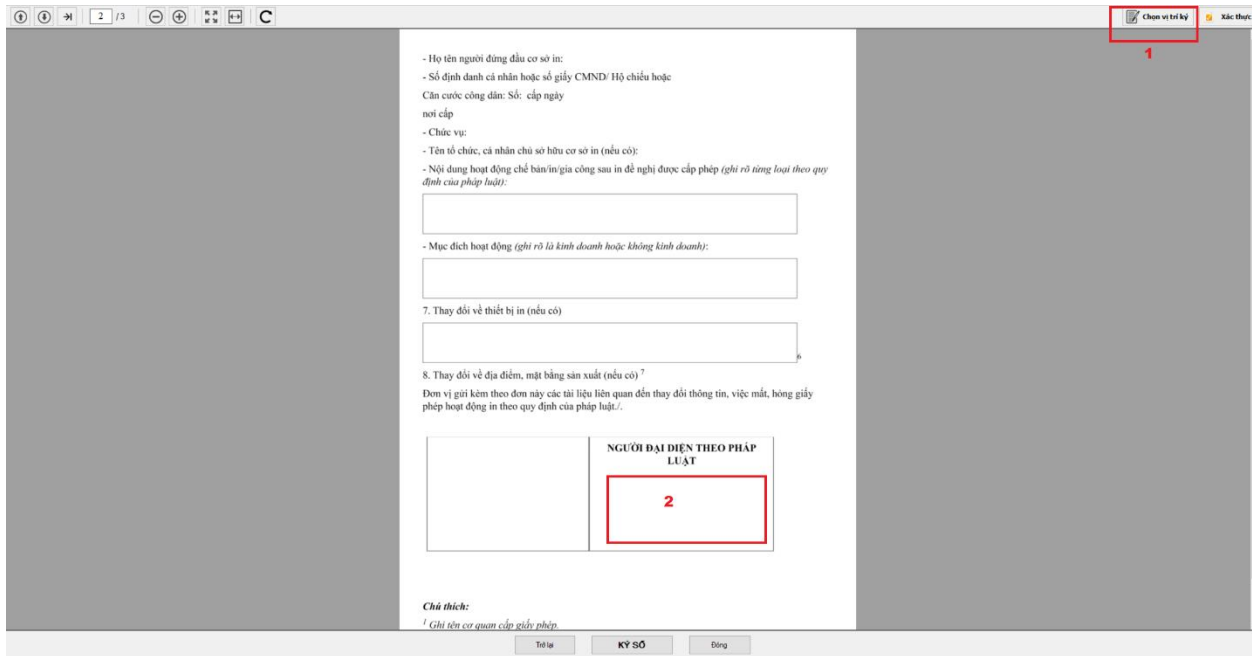 2 /3
Chọn vị trí ký
Xác thực
1
- Họ tên người đứng đầu cơ sở in:
- Số định danh cá nhân hoặc số giấy CMND/ Hộ chiếu hoặc
Căn cước công dân: Số: cấp ngày
nơi cấp
- Chức vụ:
- Tên tổ chức, cá nhân chủ sở hữu cơ sở in (nếu có):
- Nội dung hoạt động chế bản/in/gia công sau in đề nghị được cấp phép (ghi rõ từng loại theo quy
định của pháp luật):
- Mục đích hoạt động (ghi rõ là kinh doanh hoặc không kinh doanh):
7. Thay đổi về thiết bị in (nếu có)
6
8. Thay đổi về địa điểm, mặt bằng sản xuất (nếu có) 7
Đơn vị gửi kèm theo đơn này các tài liệu liên quan đến thay đổi thông tin, việc mất, hỏng giấy
phép hoạt động in theo quy định của pháp luật./.
NGƯỜI ĐẠI DIỆN THEO PHÁP
LUẬT
2
Chú thích:
1 Ghi tên cơ quan cấp giấy phép.
Trở lại
KÝ SỐ
Đóng